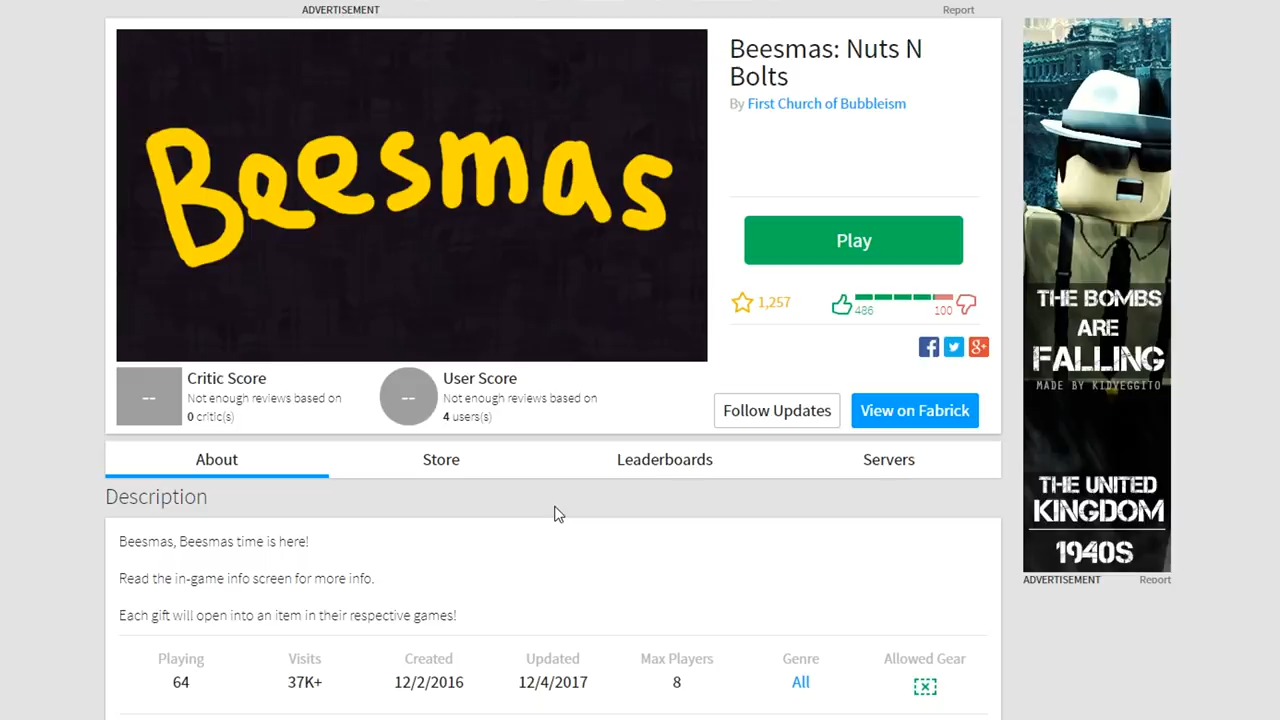 ADVERTISEMENT
Report
Beesmas
Beesmas: Nuts N
Bolts
By First Church of Bubbleism
Play
1,257
486
100
Critic Score
Not enough reviews based on
0 critic(s)
--
User Score
Not enough reviews based on
4 users(s)
--
Follow Updates
View on Fabrick
About
Store
Leaderboards
Servers
Description
Beesmas, Beesmas time is here!
Read the in-game info screen for more info.
Each gift will open into an item in their respective games!
Playing
64
Visits
37K+
Created
12/2/2016
Updated
12/4/2017
Max Players
8
Genre
All
Allowed Gear
THE BOMBS
ARE
FALLING
MADE BY KIDVEGGITO
THE UNITED
KINGDOM
1940S
ADVERTISEMENT
Report